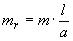 m_r = m · l/a